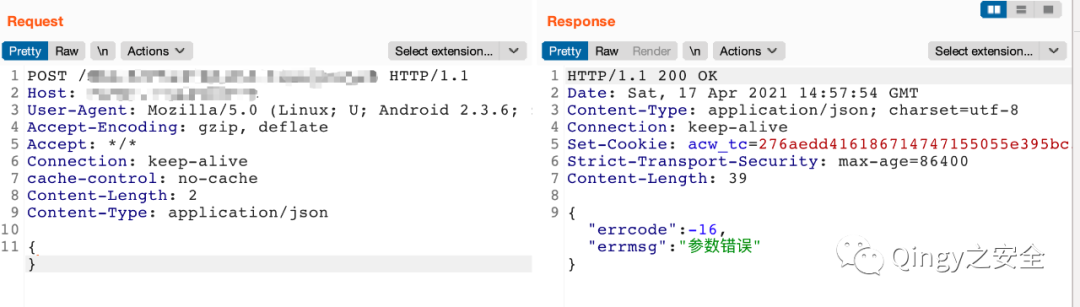 Request
Pretty Raw \n Actions Select extension...
1 POST / HTTP/1.1
2 Host:
3 User-Agent: Mozilla/5.0 (Linux; U; Android 2.3.6;
4 Accept-Encoding: gzip, deflate
5 Accept: */*
6 Connection: keep-alive
7 cache-control: no-cache
8 Content-Length: 2
9 Content-Type: application/json
10
11 {
}
Response
Pretty Raw Render \n Actions Select extension...
1 HTTP/1.1 200 OK
2 Date: Sat, 17 Apr 2021 14:57:54 GMT
3 Content-Type: application/json; charset=utf-8
4 Connection: keep-alive
5 Set-Cookie: acw_tc=276aedd416186714747155055e395bc
6 Strict-Transport-Security: max-age=86400
7 Content-Length: 39
8
9 {
"errcode":-16,
"errmsg":"参数错误"
}
Qingy之安全